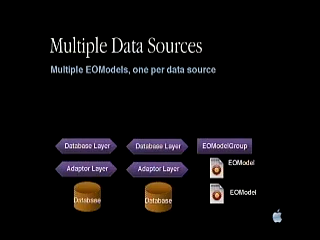 Multiple Data Sources
Multiple EOModels, one per data source
Database Layer Database Layer EOModelGroup
Adaptor Layer Adaptor Layer EOModel
Database Database EOModel